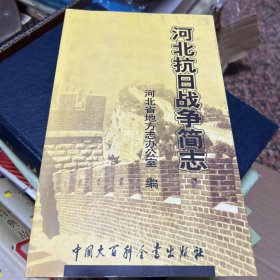 河北抗日战争简志
河北省地方志办公室 编
中国大百科全书出版社